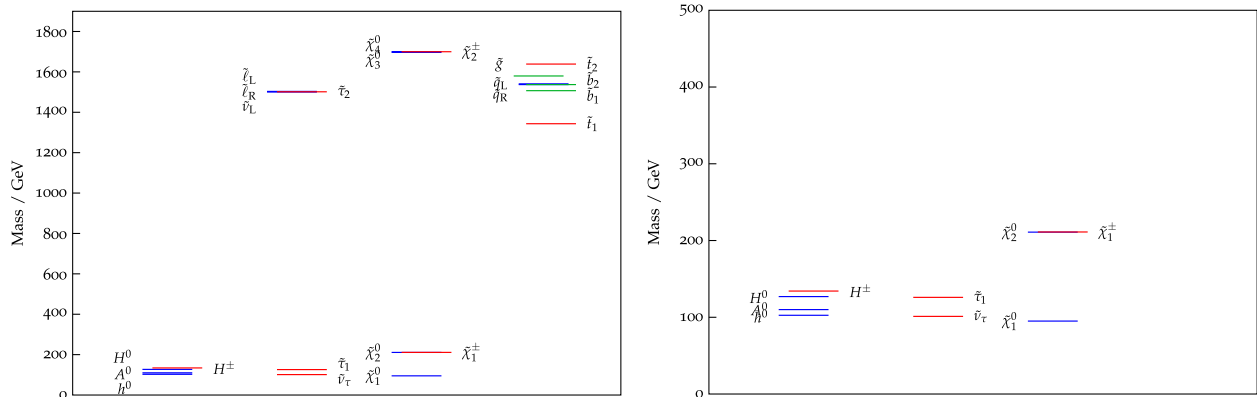 1800
1600
1400
1200
1000
800
600
400
200
0
Mass / GeV
χ̃⁰₄
χ̃⁰₃
χ̃±₂
g̃
t̃₂
ℓ̃L
ℓ̃R
ν̃L
τ̃₂
q̃L
q̃R
b̃₂
b̃₁
t̃₁
H⁰
A⁰
h⁰
H±
τ̃₁
ν̃τ
χ̃⁰₂
χ̃⁰₁
χ̃±₁
500
400
300
200
100
0
Mass / GeV
H⁰
A⁰
h⁰
H±
τ̃₁
ν̃τ
χ̃⁰₂
χ̃±₁
χ̃⁰₁